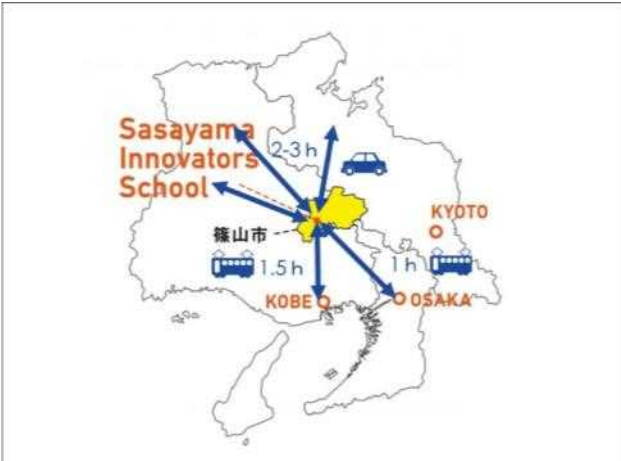 Sasayama
Innovators
School
2-3 h
KYOTO
篠山市
1.5 h
1 h
KOBE
OSAKA